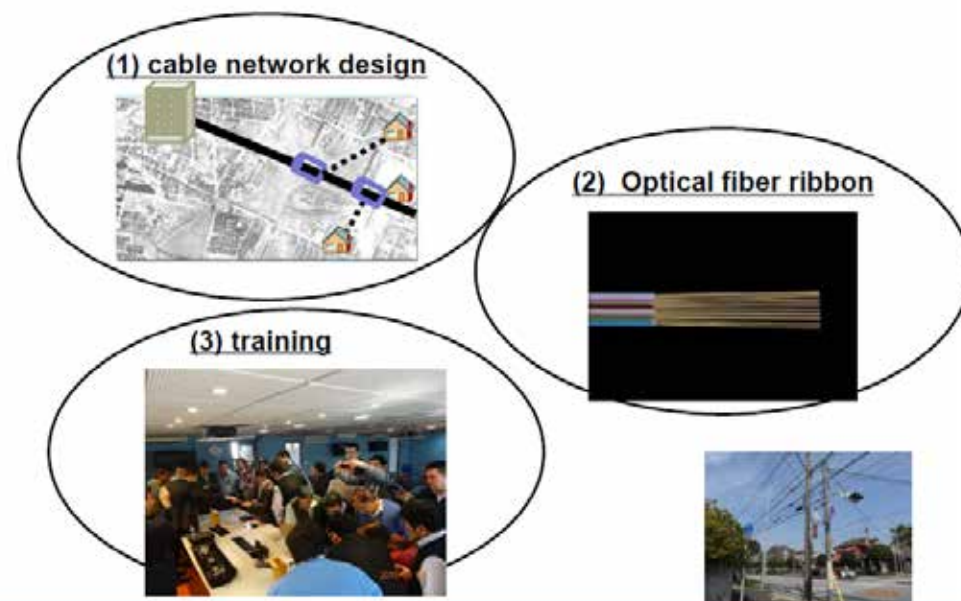 (1) cable network design
(2) Optical fiber ribbon
(3) training